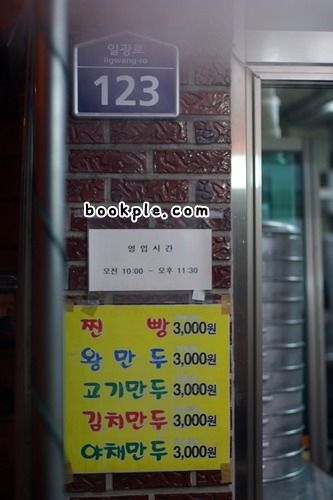 일광로
Ilgwang-ro
123
bookple.com
영업시간
오전 10:00 ~ 오후 11:30
찐빵 3,000원
왕만두 3,000원
고기만두 3,000원
김치만두 3,000원
야채만두 3,000원